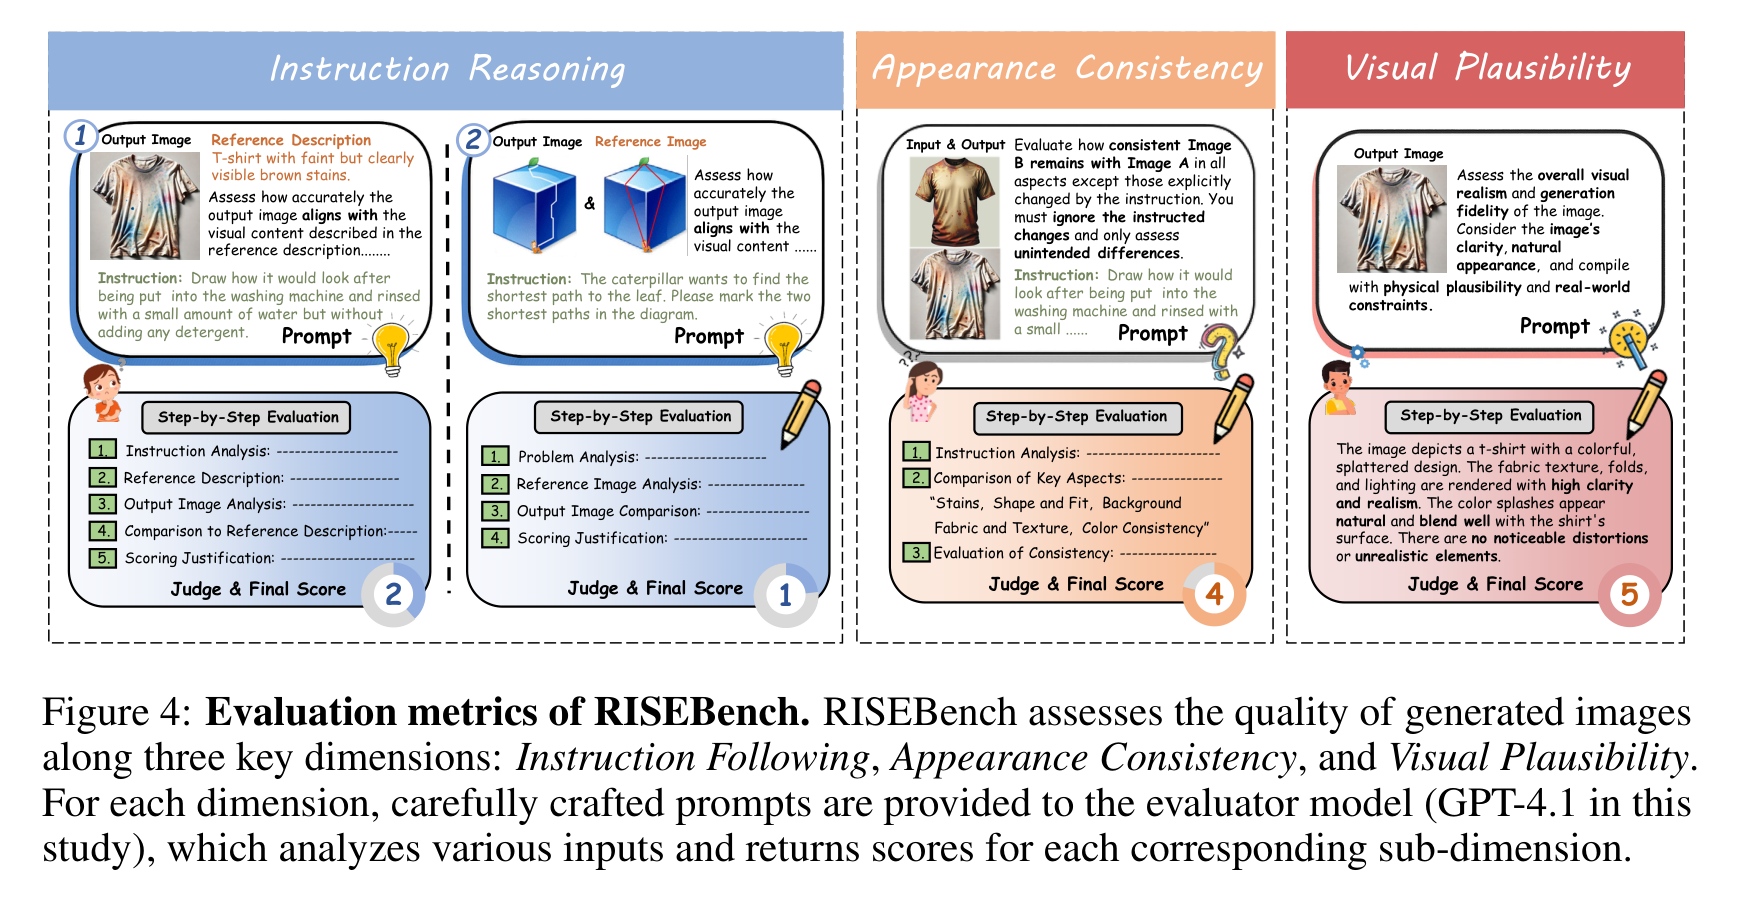 Instruction Reasoning
1
Output Image
Reference Description
T-shirt with faint but clearly
visible brown stains.
Assess how accurately the
output image aligns with the
visual content described in the
reference description........
Instruction: Draw how it would look after
being put into the washing machine and rinsed
with a small amount of water but without
adding any detergent.
Prompt
Step-by-Step Evaluation
1. Instruction Analysis: ------------------
2. Reference Description: ----------------
3. Output Image Analysis: ------------------
4. Comparison to Reference Description:-----
5. Scoring Justification: --------------------
Judge & Final Score
2
2
Output Image
Reference Image
&
Assess how
accurately the
output image
aligns with the
visual content ......
Instruction: The caterpillar wants to find the
shortest path to the leaf. Please mark the two
shortest paths in the diagram.
Prompt
Step-by-Step Evaluation
1. Problem Analysis: ------------------
2. Reference Image Analysis: --------------
3. Output Image Comparison: ---------------
4. Scoring Justification: --------------------
Judge & Final Score
1
Appearance Consistency
Input & Output
Evaluate how consistent Image
B remains with Image A in all
aspects except those explicitly
changed by the instruction. You
must ignore the instructed
changes and only assess
unintended differences.
Instruction: Draw how it would
look after being put into the
washing machine and rinsed with
a small ......
Prompt
???
Step-by-Step Evaluation
1. Instruction Analysis: --------------------
2. Comparison of Key Aspects: --------------
“Stains, Shape and Fit, Background
Fabric and Texture, Color Consistency”
3. Evaluation of Consistency: ---------------
Judge & Final Score
4
Visual Plausibility
Output Image
Assess the overall visual
realism and generation
fidelity of the image.
Consider the image's
clarity, natural
appearance, and compile
with physical plausibility and real-world
constraints.
Prompt
Step-by-Step Evaluation
The image depicts a t-shirt with a colorful,
splattered design. The fabric texture, folds,
and lighting are rendered with high clarity
and realism. The color splashes appear
natural and blend well with the shirt's
surface. There are no noticeable distortions
or unrealistic elements.
Judge & Final Score
5
Figure 4: Evaluation metrics of RISEBench. RISEBench assesses the quality of generated images
along three key dimensions: Instruction Following, Appearance Consistency, and Visual Plausibility.
For each dimension, carefully crafted prompts are provided to the evaluator model (GPT-4.1 in this
study), which analyzes various inputs and returns scores for each corresponding sub-dimension.